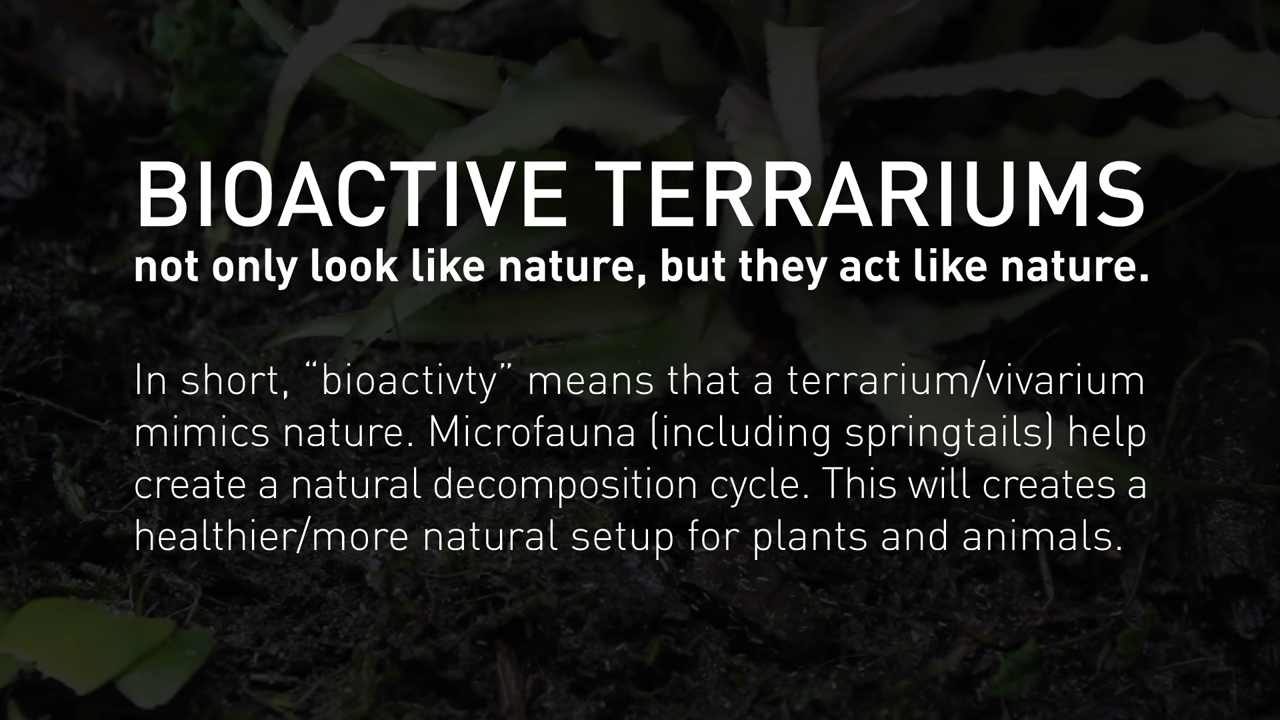 BIOACTIVE TERRARIUMS
not only look like nature, but they act like nature.
In short, “bioactivty” means that a terrarium/vivarium
mimics nature. Microfauna (including springtails) help
create a natural decomposition cycle. This will creates a
healthier/more natural setup for plants and animals.